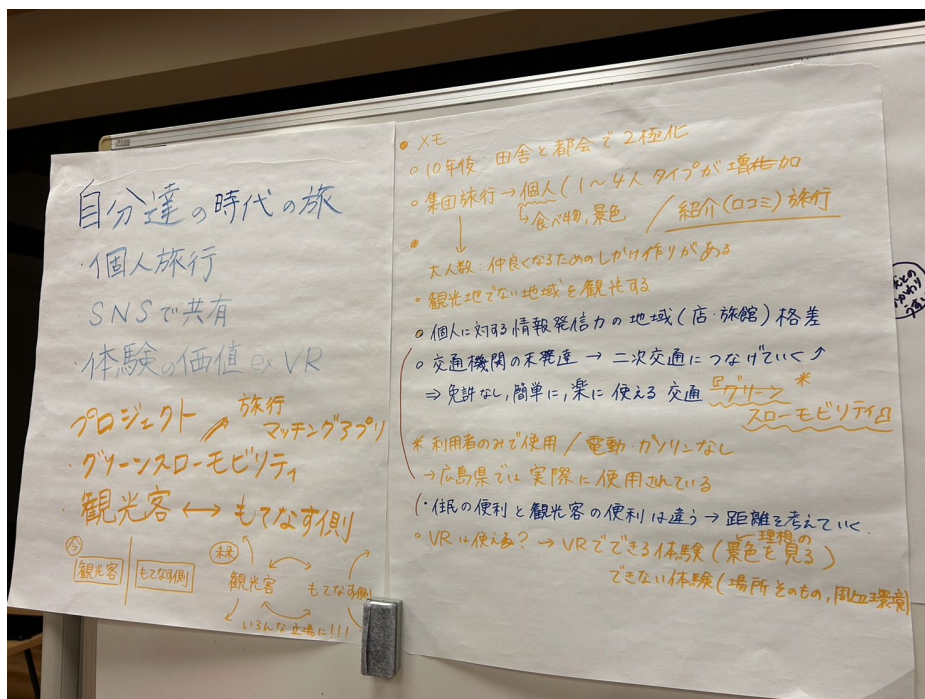 自分達の時代の旅
・個人旅行
SNSで共有
・体験の価値 ex VR
プロジェクト
旅行
マッチングアプリ
・グリーンスローモビリティ
観光客 ↔ もてなす側
今
観光客
もてなす側
未来
観光客
もてなす側
いろんな立場に!!!
・メモ
○10年後:田舎と都会で2極化
○集団旅行→個人(1〜4人タイプが増加
↳食べ物,景色
/紹介(口コミ)旅行
大人数:仲良くなるためのしかけ作りがある
○観光地でない地域を観光する
○個人に対する情報発信力の地域(店・旅館)格差
○交通機関の未発達 → 二次交通につなげていく↑
⇒免許なし,簡単に,楽に使える交通『グリーン*
スローモビリティ』
*利用者のみで使用/電動・ガソリンなし
→広島県では実際に使用されている
(・住民の便利と観光客の便利は違う→距離を考えていく
理想の
○VRは使える?→VRでできる体験(景色を見る)
できない体験(場所そのもの,周辺環境)